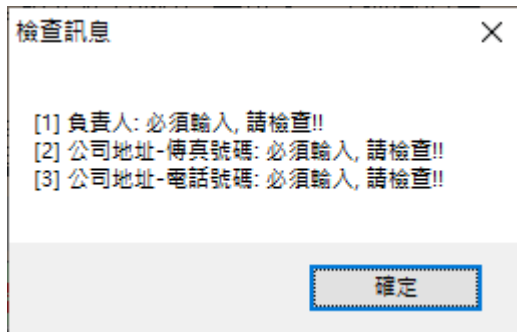 檢查訊息
[1] 負責人: 必須輸入, 請檢查!!
[2] 公司地址-傳真號碼: 必須輸入, 請檢查!!
[3] 公司地址-電話號碼: 必須輸入, 請檢查!!
確定